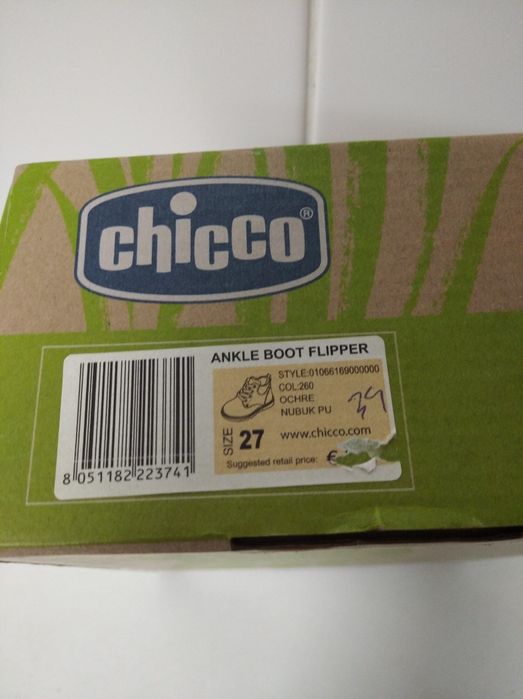 chicco®
ANKLE BOOT FLIPPER
STYLE:01066169000000
COL:260
OCHRE
NUBUK PU
39
SIZE 27
www.chicco.com
Suggested retail price: €
8 051182 223741